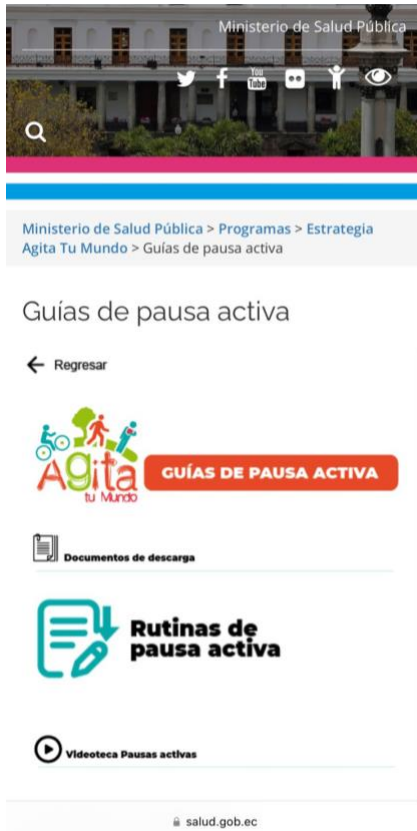 Ministerio de Salud Pública
You
Tube
Ministerio de Salud Pública > Programas > Estrategia
Agita Tu Mundo > Guías de pausa activa
Guías de pausa activa
Regresar
Agita
tu Mundo
GUÍAS DE PAUSA ACTIVA
Documentos de descarga
Rutinas de
pausa activa
Videoteca Pausas activas
salud.gob.ec